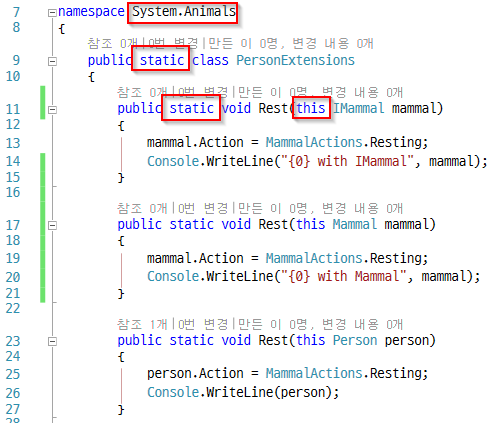 7 namespace System.Animals
8 {
참조 0개|0번 변경|만든 이 0명, 변경 내용 0개
9 public static class PersonExtensions
10 {
참조 0개|0번 변경|만든 이 0명, 변경 내용 0개
11 public static void Rest(this IMammal mammal)
12 {
13 mammal.Action = MammalActions.Resting;
14 Console.WriteLine("{0} with IMammal", mammal);
15 }
16
참조 0개|0번 변경|만든 이 0명, 변경 내용 0개
17 public static void Rest(this Mammal mammal)
18 {
19 mammal.Action = MammalActions.Resting;
20 Console.WriteLine("{0} with Mammal", mammal);
21 }
22
참조 1개|0번 변경|만든 이 0명, 변경 내용 0개
23 public static void Rest(this Person person)
24 {
25 person.Action = MammalActions.Resting;
26 Console.WriteLine(person);
27 }
28